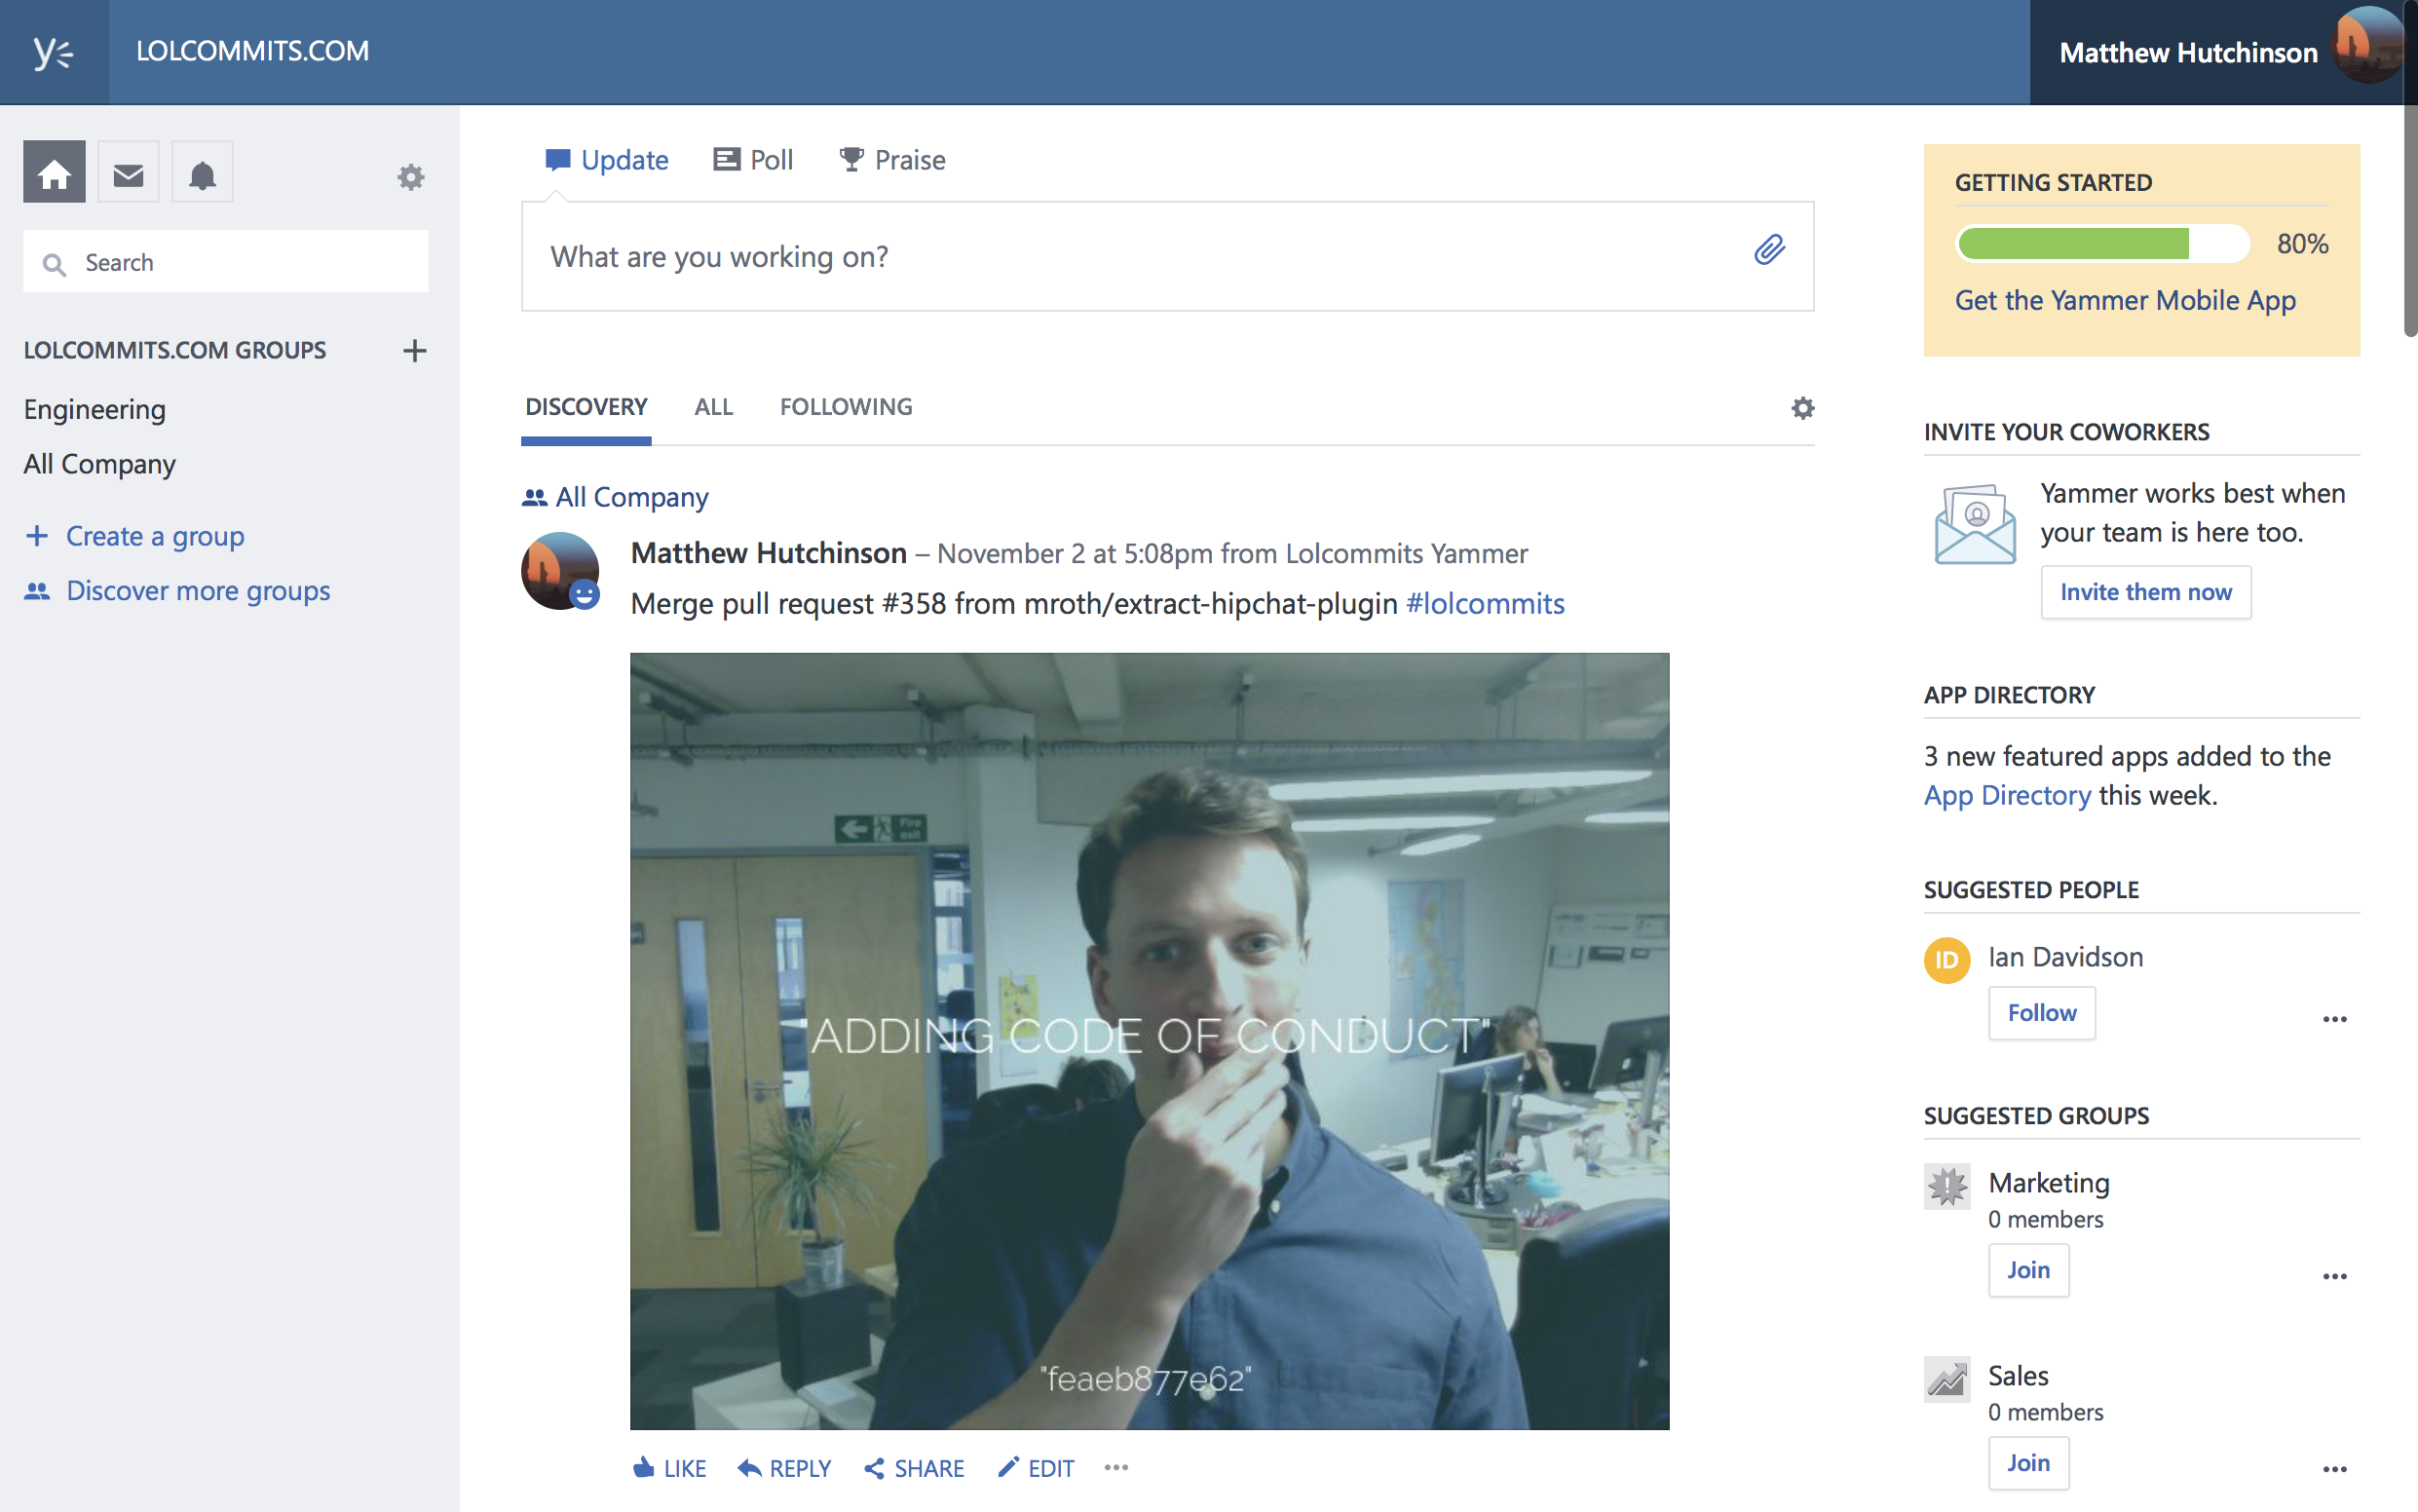 LOLCOMMITS.COM
Matthew Hutchinson
Search
LOLCOMMITS.COM GROUPS
Engineering
All Company
Create a group
Discover more groups
Update
Poll
Praise
What are you working on?
DISCOVERY
ALL
FOLLOWING
All Company
Matthew Hutchinson – November 2 at 5:08pm from Lolcommits Yammer
Merge pull request #358 from mroth/extract-hipchat-plugin #lolcommits
Fire
exit
"ADDING CODE OF CONDUCT"
"feaeb877e62"
LIKE
REPLY
SHARE
EDIT
GETTING STARTED
80%
Get the Yammer Mobile App
INVITE YOUR COWORKERS
Yammer works best when
your team is here too.
Invite them now
APP DIRECTORY
3 new featured apps added to the
App Directory this week.
SUGGESTED PEOPLE
ID
Ian Davidson
Follow
SUGGESTED GROUPS
Marketing
0 members
Join
Sales
0 members
Join